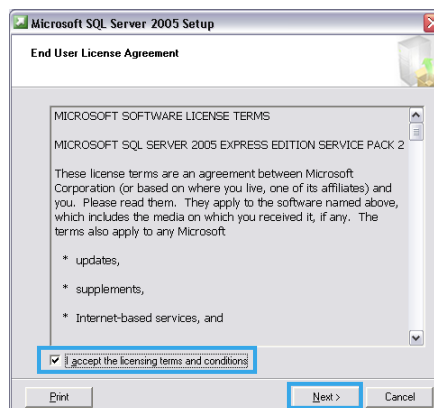 Microsoft SQL Server 2005 Setup
End User License Agreement
MICROSOFT SOFTWARE LICENSE TERMS
MICROSOFT SQL SERVER 2005 EXPRESS EDITION SERVICE PACK 2
These license terms are an agreement between Microsoft
Corporation (or based on where you live, one of its affiliates) and
you. Please read them. They apply to the software named above,
which includes the media on which you received it, if any. The
terms also apply to any Microsoft
* updates,
* supplements,
* Internet-based services, and
I accept the licensing terms and conditions
Print
Next >
Cancel